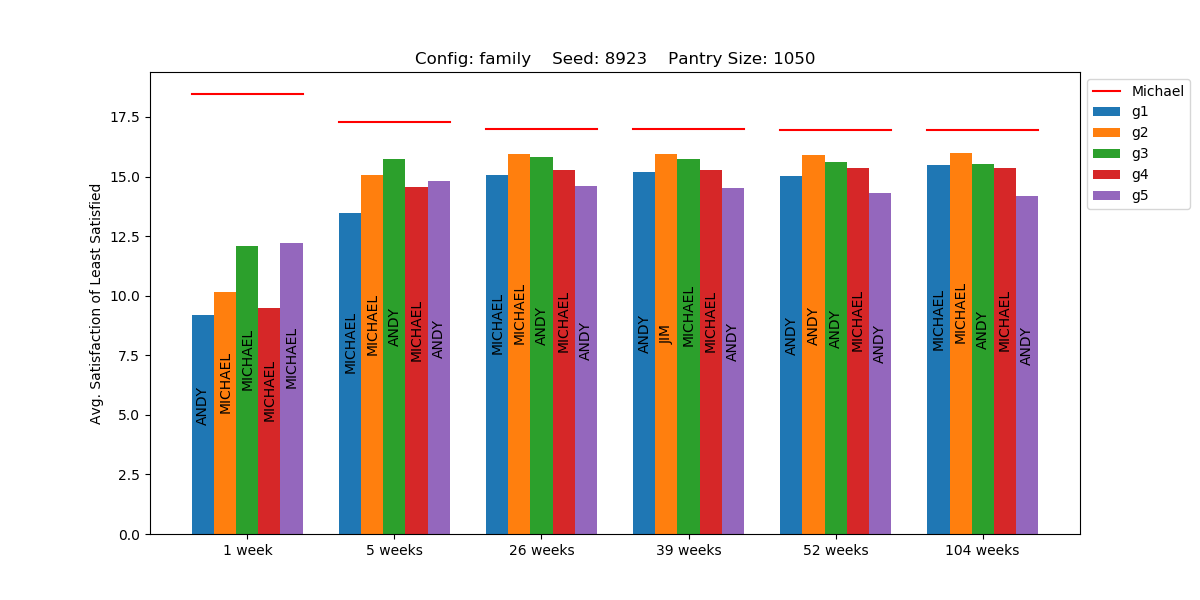 Config: family    Seed: 8923    Pantry Size: 1050
Avg. Satisfaction of Least Satisfied
17.5
15.0
12.5
10.0
7.5
5.0
2.5
0.0
ANDY
MICHAEL
MICHAEL
MICHAEL
MICHAEL
MICHAEL
MICHAEL
ANDY
MICHAEL
ANDY
MICHAEL
MICHAEL
ANDY
MICHAEL
ANDY
ANDY
JIM
MICHAEL
MICHAEL
ANDY
ANDY
ANDY
ANDY
MICHAEL
ANDY
MICHAEL
MICHAEL
ANDY
MICHAEL
ANDY
1 week
5 weeks
26 weeks
39 weeks
52 weeks
104 weeks
Michael
g1
g2
g3
g4
g5